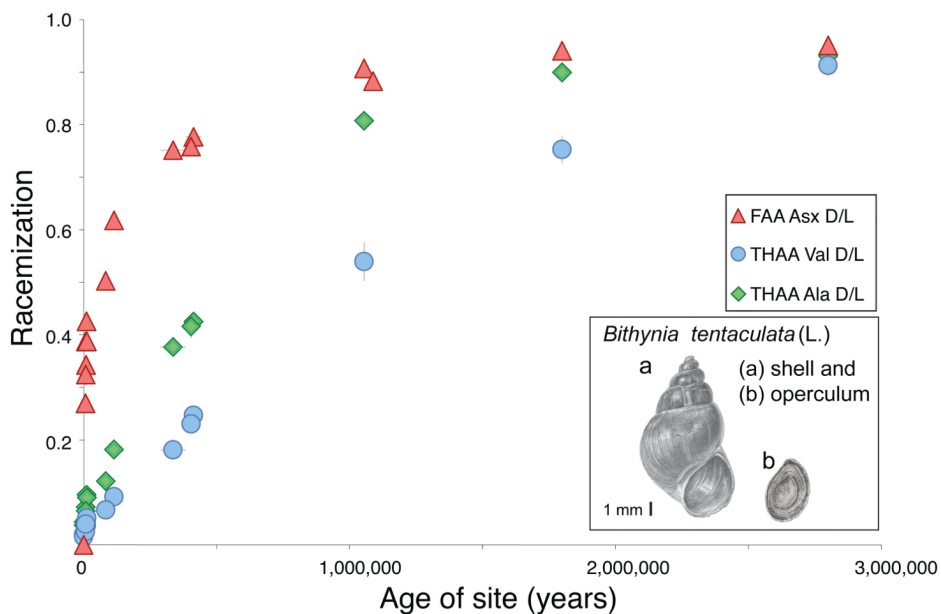 1.0
0.8
0.6
0.4
0.2
Racemization
0
1,000,000
2,000,000
3,000,000
Age of site (years)
FAA Asx D/L
THAA Val D/L
THAA Ala D/L
Bithynia tentaculata (L.)
a
(a) shell and
(b) operculum
b
1 mm